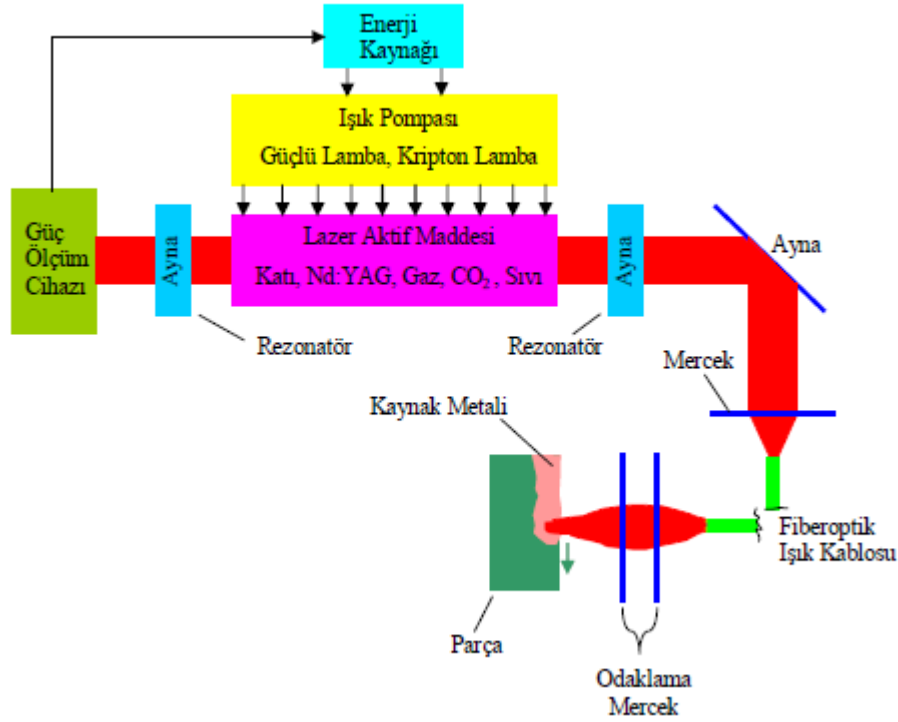 Enerji
Kaynağı
Işık Pompası
Güçlü Lamba, Kripton Lamba
Güç
Ölçüm
Cihazı
Ayna
Lazer Aktif Maddesi
Katı, Nd:YAG, Gaz, CO₂ , Sıvı
Ayna
Ayna
Rezonatör
Rezonatör
Mercek
Kaynak Metali
Fiberoptik
Işık Kablosu
Parça
Odaklama
Mercek